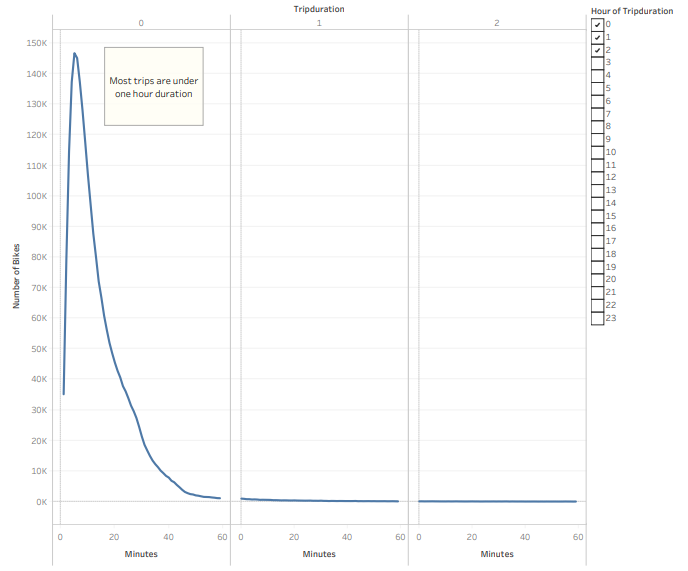 Tripduration
Hour of Tripduration
0
1
2
150K
140K
130K
120K
110K
100K
90K
80K
70K
60K
50K
40K
30K
20K
10K
0K
Number of Bikes
Most trips are under
one hour duration
0
20
40
60
0
20
40
60
0
20
40
60
Minutes
Minutes
Minutes
0
1
2
3
4
5
6
7
8
9
10
11
12
13
14
15
16
17
18
19
20
21
22
23